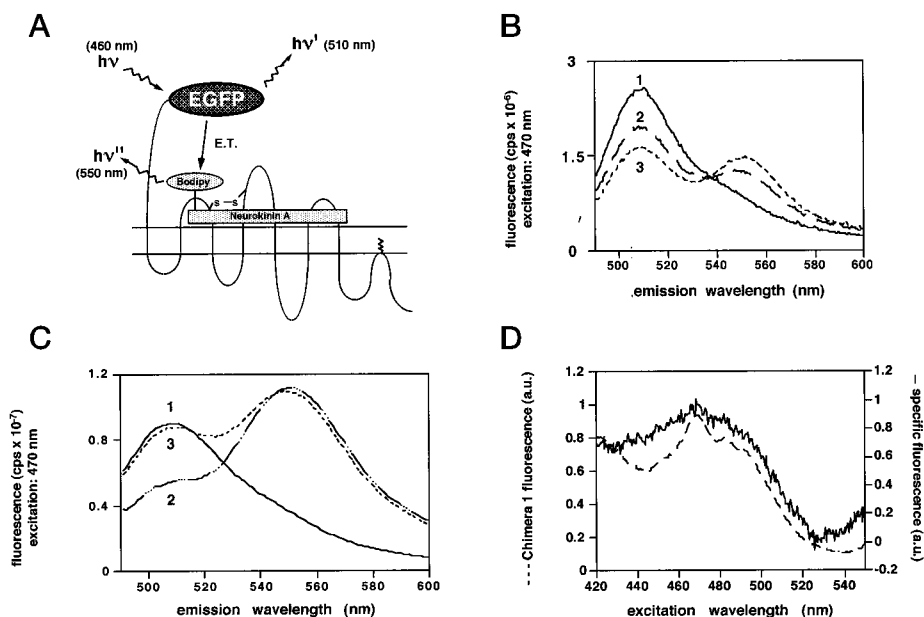 A
(460 nm)
hν
hν' (510 nm)
EGFP
E.T.
hν''
(550 nm)
Bodipy
s—s
Neurokinin A
B
fluorescence (cps x 10⁻⁶)
excitation: 470 nm
3
1.5
0
1
2
3
500 520 540 560 580 600
emission wavelength (nm)
C
fluorescence (cps x 10⁻⁷)
excitation: 470 nm
1.2
0.8
0.4
0
1
3
2
500 510 520 530 540 550 560 570 580 590 600
emission wavelength (nm)
D
--- Chimera 1 fluorescence (a.u.)
1.2
1
0.8
0.6
0.4
0.2
0
1.2
1
0.8
0.6
0.4
0.2
0
-0.2
— specific fluorescence
(a.u.)
420 440 460 480 500 520 540
excitation wavelength (nm)